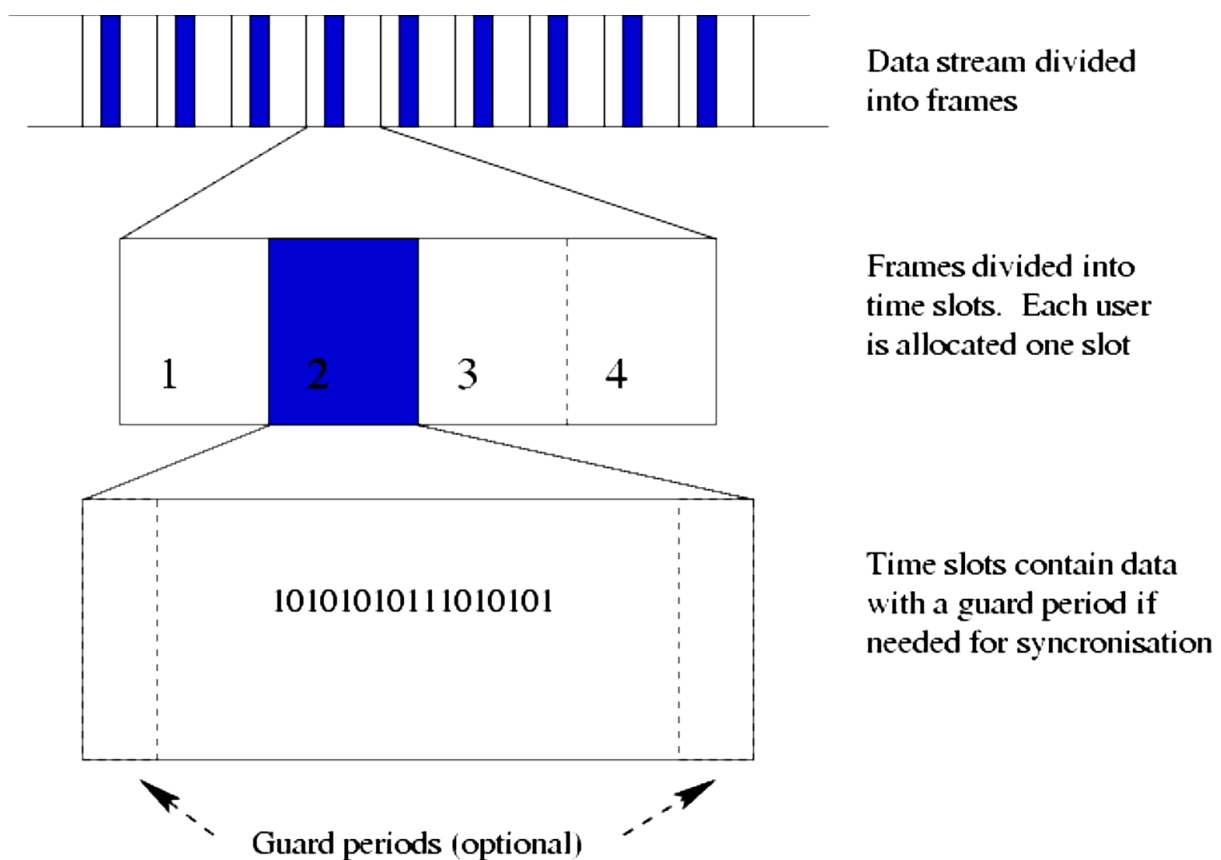 Data stream divided
into frames
Frames divided into
time slots. Each user
is allocated one slot
1 2 3 4
Time slots contain data
with a guard period if
needed for syncronisation
10101010111010101
Guard periods (optional)